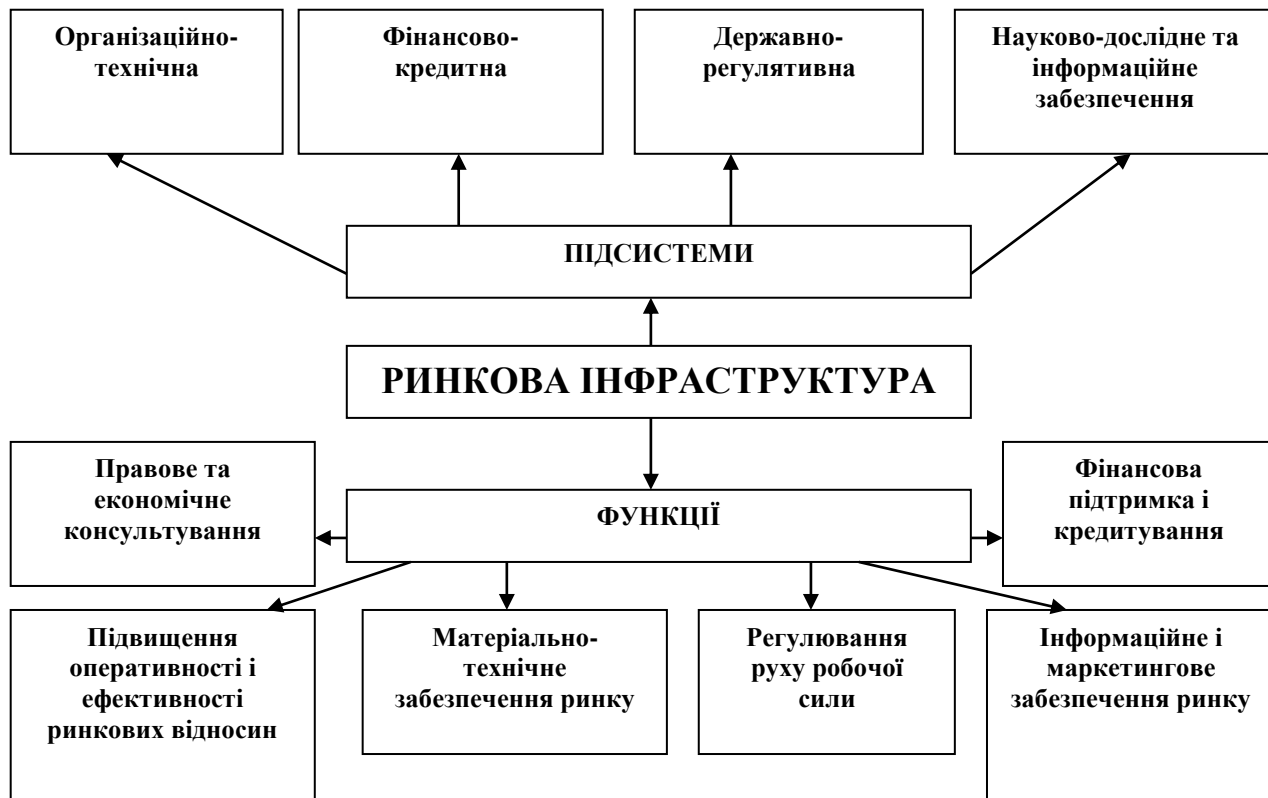 Організаційно-
технічна
Фінансово-
кредитна
Державно-
регулятивна
Науково-дослідне та
інформаційне
забезпечення
ПІДСИСТЕМИ
РИНКОВА ІНФРАСТРУКТУРА
Правове та
економічне
консультування
ФУНКЦІЇ
Фінансова
підтримка і
кредитування
Підвищення
оперативності і
ефективності
ринкових відносин
Матеріально-
технічне
забезпечення ринку
Регулювання
руху робочої
сили
Інформаційне і
маркетингове
забезпечення ринку